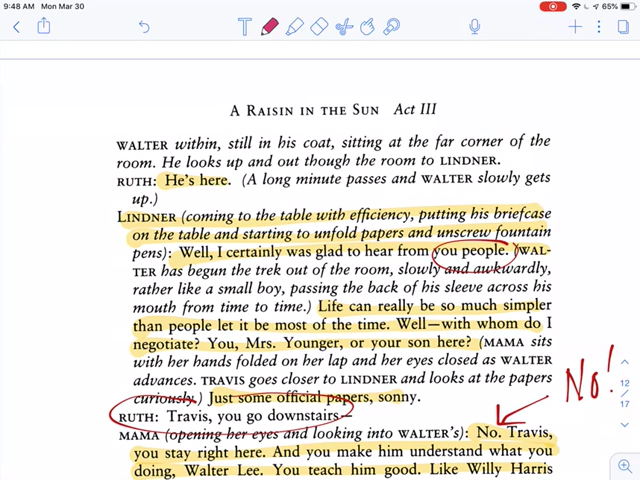 9:48 AM Mon Mar 30
65%
A RAISIN IN THE SUN Act III
WALTER within, still in his coat, sitting at the far corner of the
room. He looks up and out though the room to LINDNER.
RUTH: He's here. (A long minute passes and WALTER slowly gets
up.)
LINDNER (coming to the table with efficiency, putting his briefcase
on the table and starting to unfold papers and unscrew fountain
pens): Well, I certainly was glad to hear from you people. (WAL-
TER has begun the trek out of the room, slowly and awkwardly,
rather like a small boy, passing the back of his sleeve across his
mouth from time to time.) Life can really be so much simpler
than people let it be most of the time. Well—with whom do I
negotiate? You, Mrs. Younger, or your son here? (MAMA sits
with her hands folded on her lap and her eyes closed as WALTER
advances. TRAVIS goes closer to LINDNER and looks at the papers
curiously.) Just some official papers, sonny.
RUTH: Travis, you go downstairs—
MAMA (opening her eyes and looking into WALTER's): No. Travis,
you stay right here. And you make him understand what you
doing, Walter Lee. You teach him good. Like Willy Harris
No!
12
17